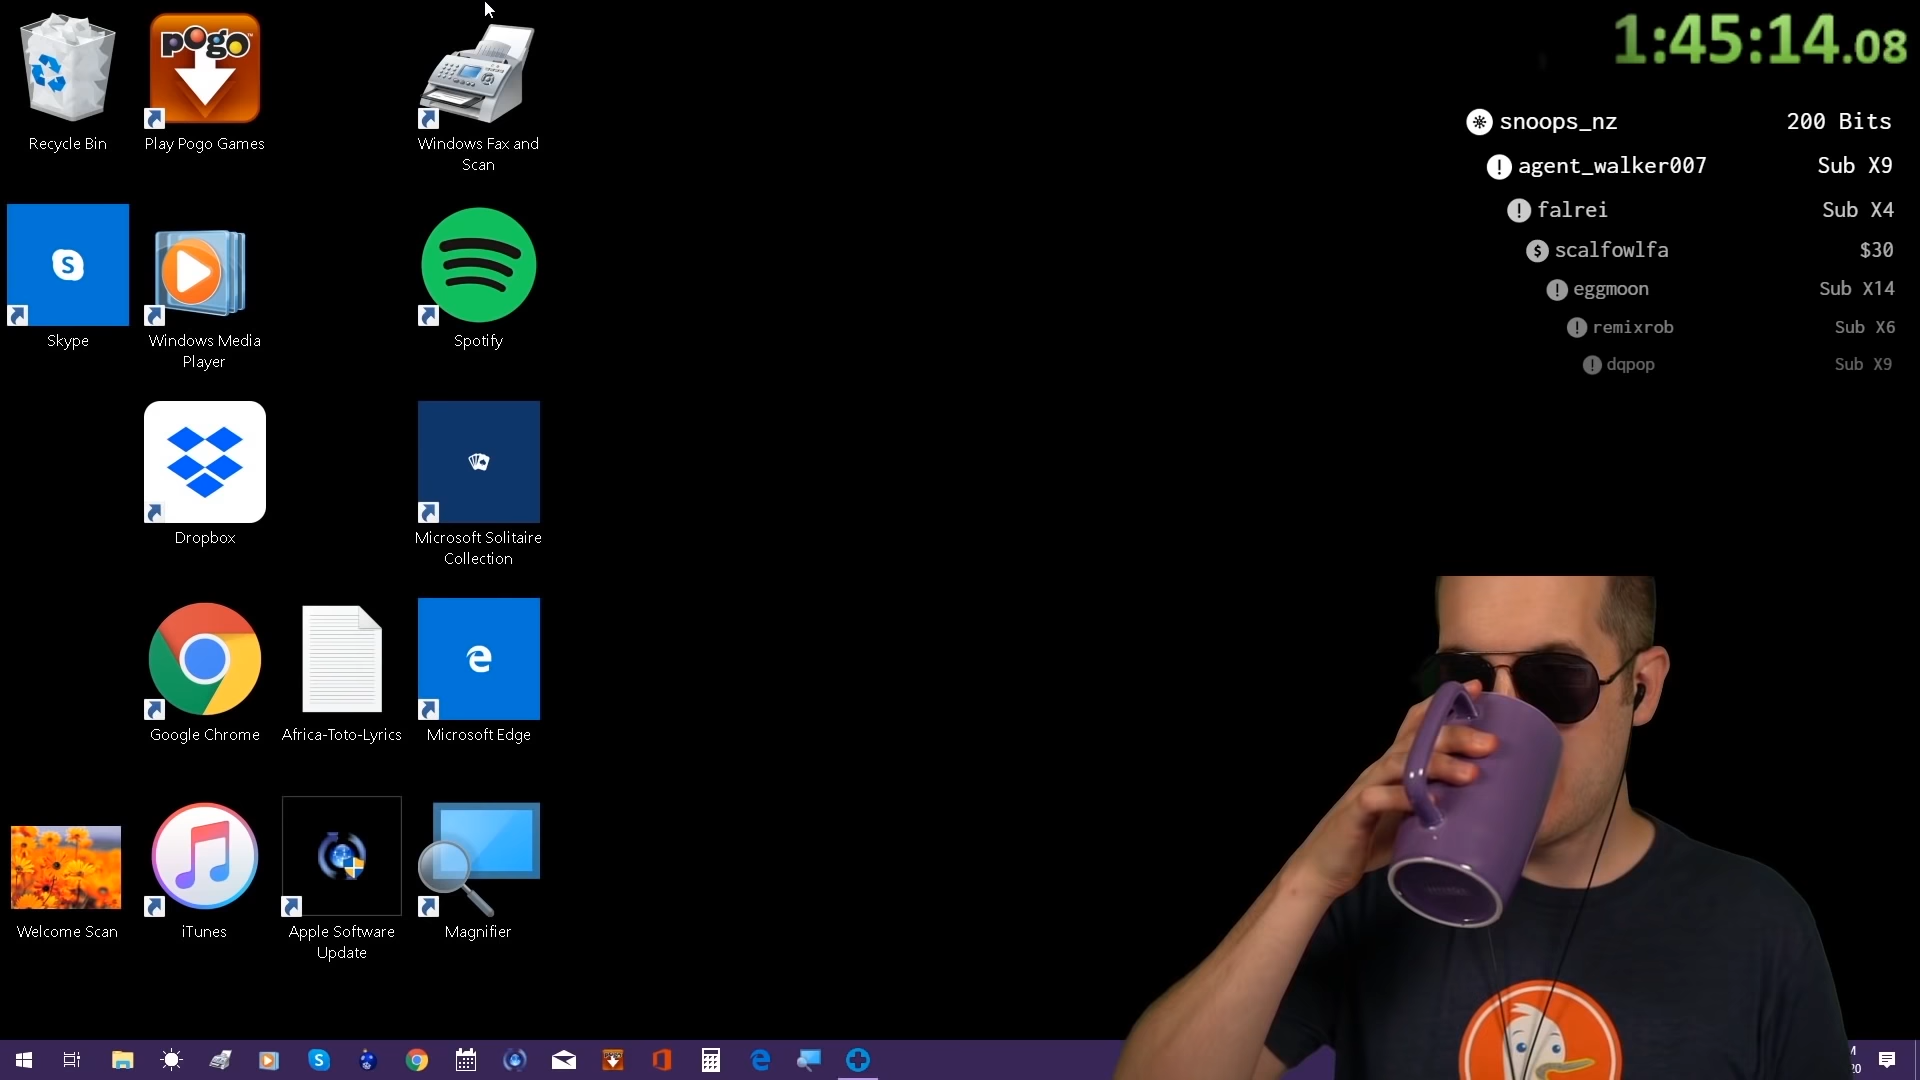 1:45:14.08
pogo
Recycle Bin
Play Pogo Games
Windows Fax and
Scan
snoops_nz 200 Bits
agent_walker007 Sub X9
falrei Sub X4
scalfowlfa $30
eggmoon Sub X14
remixrob Sub X6
dqpop Sub X9
S
Skype
Windows Media
Player
Spotify
Dropbox
Microsoft Solitaire
Collection
Google Chrome
Africa-Toto-Lyrics
Microsoft Edge
Welcome Scan
iTunes
Apple Software
Update
Magnifier
M
20